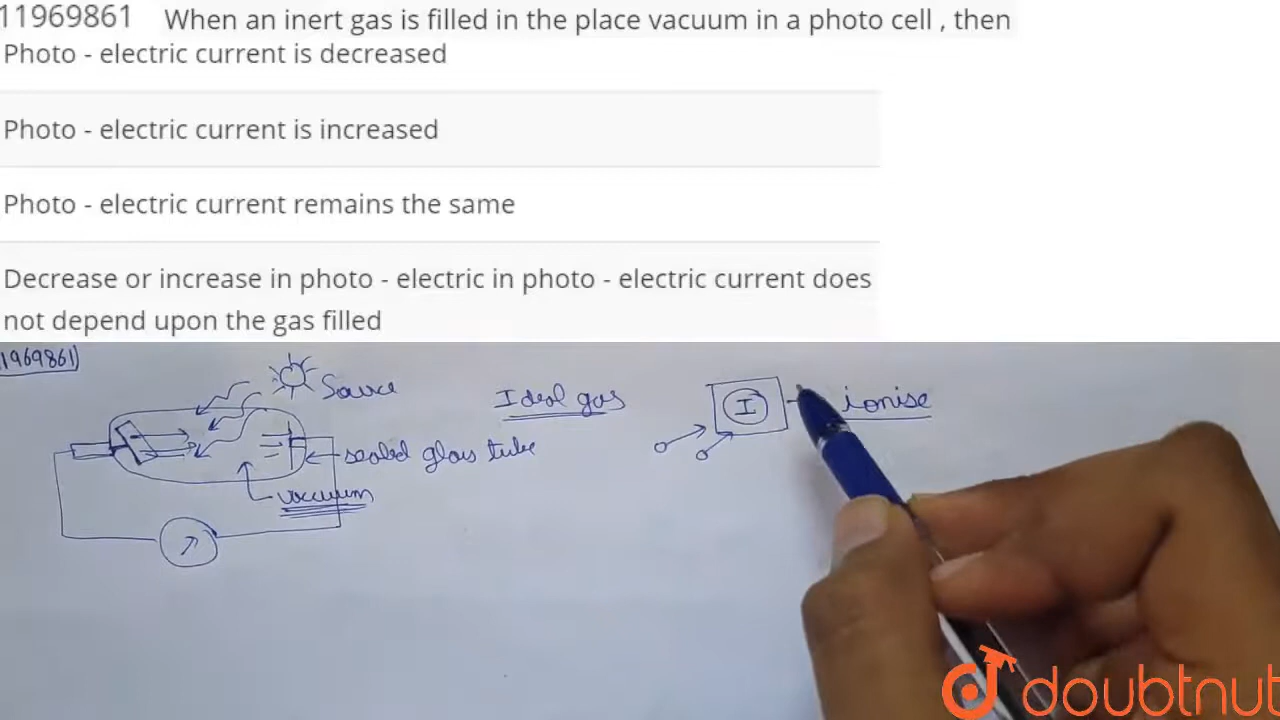 11969861 When an inert gas is filled in the place vacuum in a photo cell , then
Photo - electric current is decreased
Photo - electric current is increased
Photo - electric current remains the same
Decrease or increase in photo - electric in photo - electric current does
not depend upon the gas filled
11969861
Source
Ideal gas
I
ionise
sealed glass tube
vacuum
doubtnut